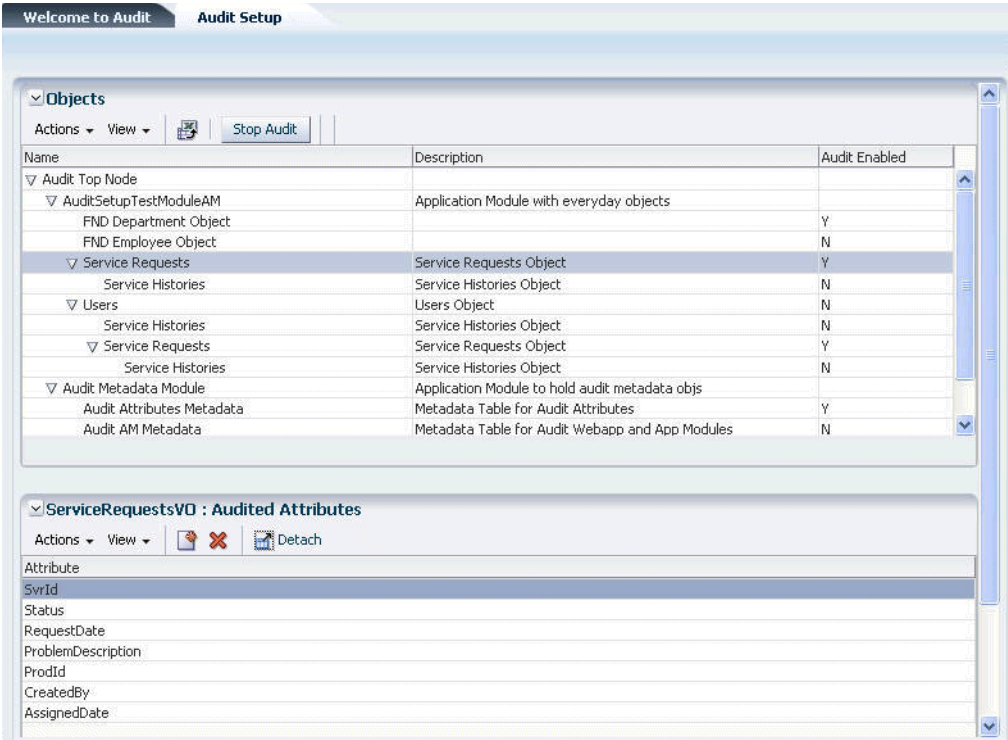 Welcome to Audit Audit Setup
Objects
Actions View Stop Audit
Name Description Audit Enabled
Audit Top Node
AuditSetupTestModuleAM Application Module with everyday objects
FND Department Object Y
FND Employee Object N
Service Requests Service Requests Object Y
Service Histories Service Histories Object N
Users Users Object N
Service Histories Service Histories Object N
Service Requests Service Requests Object Y
Service Histories Service Histories Object N
Audit Metadata Module Application Module to hold audit metadata objs
Audit Attributes Metadata Metadata Table for Audit Attributes Y
Audit AM Metadata Metadata Table for Audit Webapp and App Modules N
ServiceRequestsVO : Audited Attributes
Actions View Detach
Attribute
SvrId
Status
RequestDate
ProblemDescription
ProdId
CreatedBy
AssignedDate